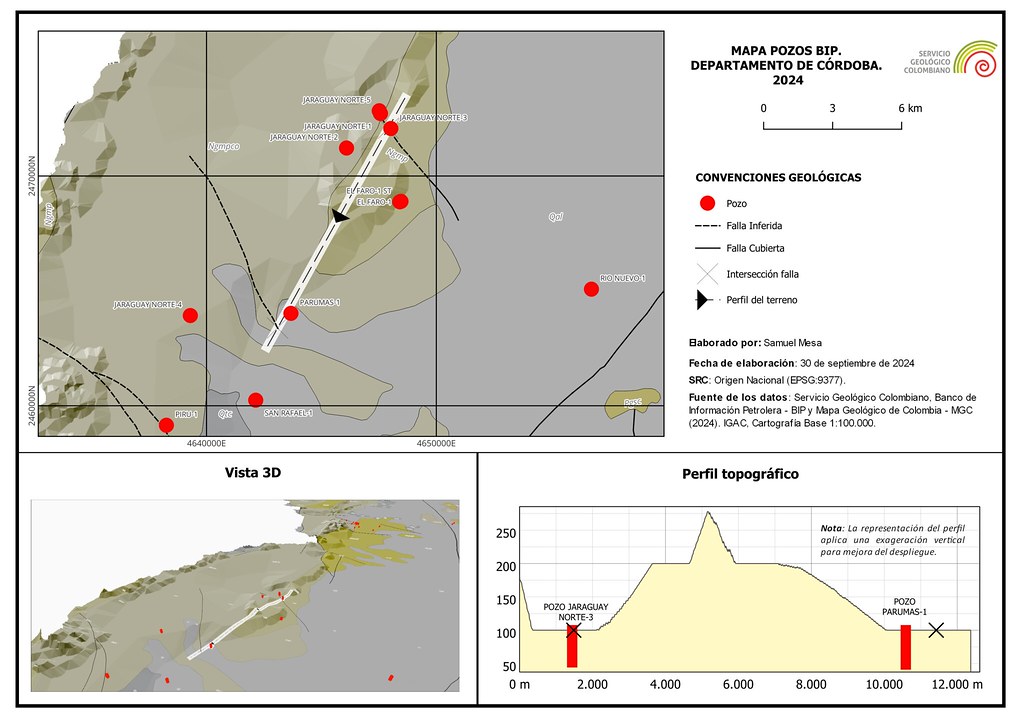 MAPA POZOS BIP.
DEPARTAMENTO DE CÓRDOBA.
2024
SERVICIO
GEOLÓGICO
COLOMBIANO
0 3 6 km
CONVENCIONES GEOLÓGICAS
Pozo
Falla Inferida
Falla Cubierta
Intersección falla
Perfil del terreno
Elaborado por: Samuel Mesa
Fecha de elaboración: 30 de septiembre de 2024
SRC: Origen Nacional (EPSG:9377).
Fuente de los datos: Servicio Geológico Colombiano, Banco de
Información Petrolera - BIP y Mapa Geológico de Colombia - MGC
(2024). IGAC, Cartografía Base 1:100.000.
JARAGUAY NORTE-5
JARAGUAY NORTE-3
JARAGUAY NORTE-1
JARAGUAY NORTE-2
Ngmpco
Ngmp
2470000N
EL FARO-1 ST
EL FARO-1
Ngmp
Qal
RIO NUEVO-1
PARUMAS-1
JARAGUAY NORTE-4
2460000N
PIRU-1
Qtc
SAN RAFAEL-1
4640000E
4650000E
Vista 3D
Perfil topográfico
Nota: La representación del perfil
aplica una exageración vertical
para mejora del despliegue.
250
200
150
100
50
POZO JARAGUAY
NORTE-3
POZO
PARUMAS-1
0 m 2.000 4.000 6.000 8.000 10.000 12.000 m